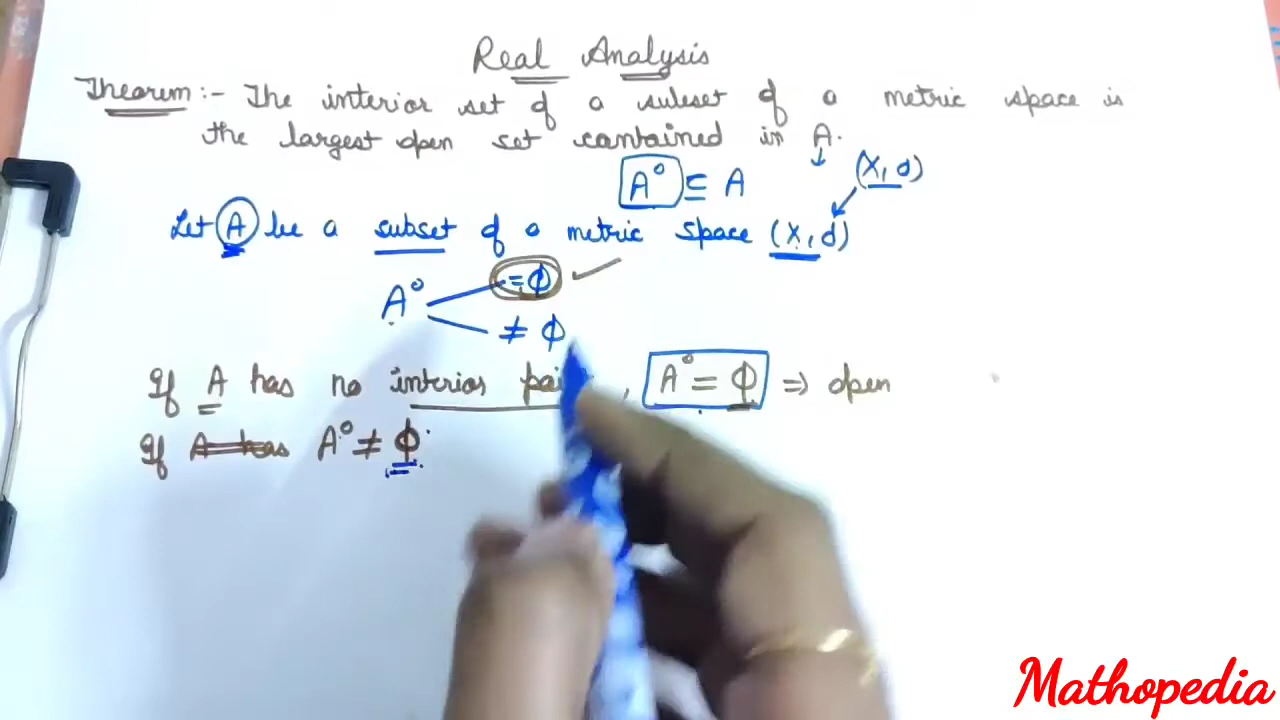 Real Analysis
Theorem :- The interior set of a subset of a metric space is
the largest open set contained in A.
(X, d)
A° ⊆ A
Let A be a subset of a metric space (X, d)
= ϕ
A°
≠ ϕ
If A has no interior , A° = ϕ ⇒ open
If A has A° ≠ ϕ
Mathopedia